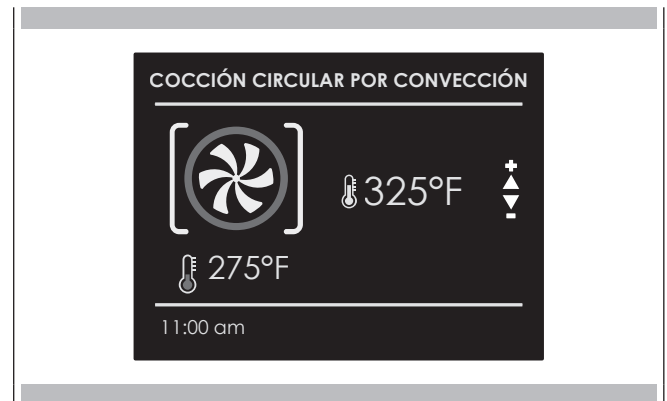 COCCIÓN CIRCULAR POR CONVECCIÓN
325°F
+
-
275°F
11:00 am